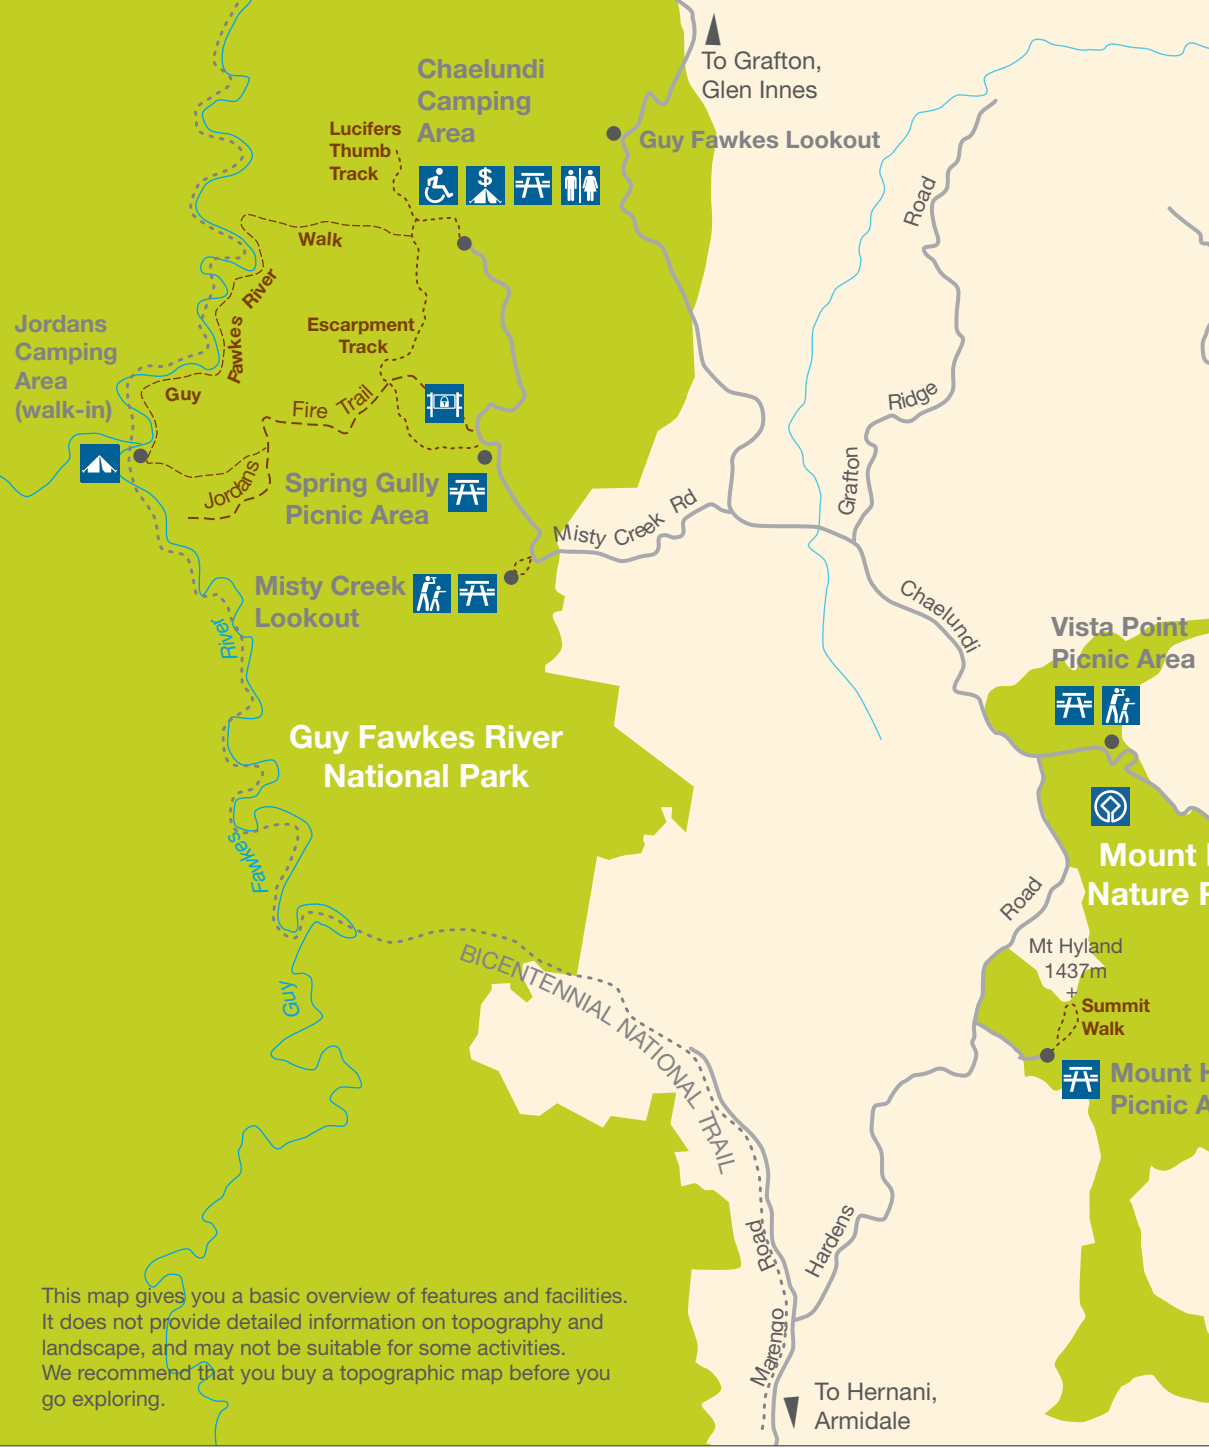 To Grafton,
Glen Innes
Chaelundi
Camping
Area
Lucifers
Thumb
Track
$
Guy Fawkes Lookout
Road
Ridge
Grafton
Walk
River
Fawkes
Guy
Escarpment
Track
Jordans
Camping
Area
(walk-in)
Fire Trail
Jordans
Spring Gully
Picnic Area
Misty Creek Rd
Misty Creek
Lookout
Chaelundi
Vista Point
Picnic Area
River
Guy Fawkes River
National Park
Fawkes
Mount
Nature
Road
Mt Hyland
1437m
+
Summit
Walk
Mount H
Picnic A
BICENTENNIAL NATIONAL TRAIL
Guy
Road
Hardens
Marengo
This map gives you a basic overview of features and facilities.
It does not provide detailed information on topography and
landscape, and may not be suitable for some activities.
We recommend that you buy a topographic map before you
go exploring.
To Hernani,
Armidale